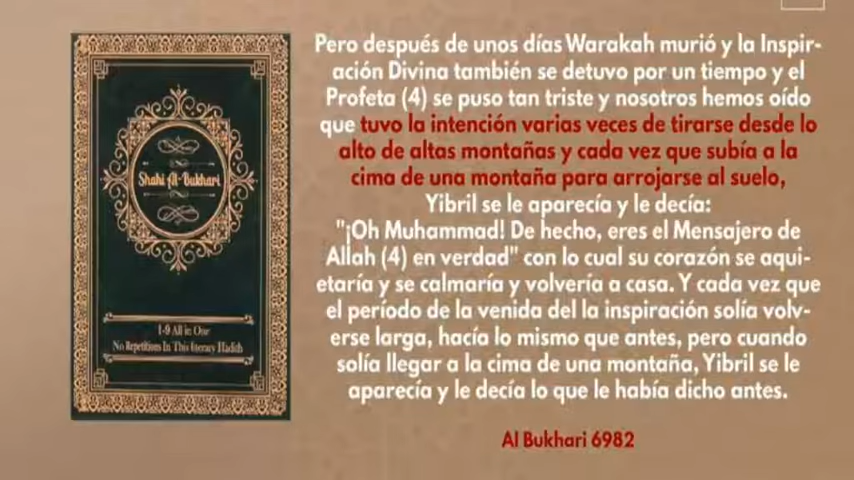 Shahi Al-Bukhari
1-9 All in One
No Repetitions In This Literacy Hadith
Pero después de unos días Warakah murió y la Inspir-
ación Divina también se detuvo por un tiempo y el
Profeta (4) se puso tan triste y nosotros hemos oído
que tuvo la intención varias veces de tirarse desde lo
alto de altas montañas y cada vez que subía a la
cima de una montaña para arrojarse al suelo,
Yibril se le aparecía y le decía:
"¡Oh Muhammad! De hecho, eres el Mensajero de
Allah (4) en verdad" con lo cual su corazón se aqui-
etaría y se calmaría y volvería a casa. Y cada vez que
el período de la venida del la inspiración solía volv-
erse larga, hacía lo mismo que antes, pero cuando
solía llegar a la cima de una montaña, Yibril se le
aparecía y le decía lo que le había dicho antes.
Al Bukhari 6982